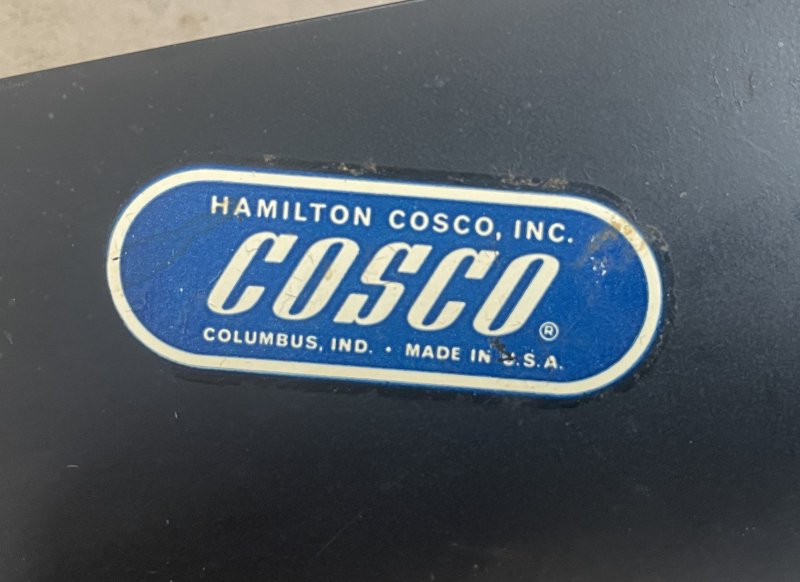 HAMILTON COSCO, INC.
COSCO ®
COLUMBUS, IND. • MADE IN U.S.A.